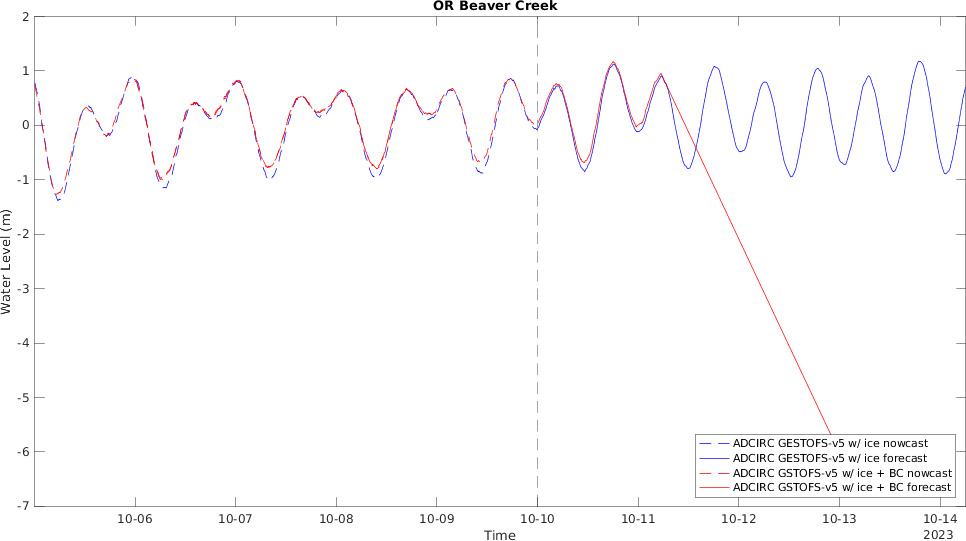 OR Beaver Creek
2
1
0
-1
-2
-3
-4
-5
-6
-7
Water Level (m)
ADCIRC GESTOFS-v5 w/ ice nowcast
ADCIRC GESTOFS-v5 w/ ice forecast
ADCIRC GSTOFS-v5 w/ ice + BC nowcast
ADCIRC GSTOFS-v5 w/ ice + BC forecast
10-06 10-07 10-08 10-09 10-10 10-11 10-12 10-13 10-14
Time 2023